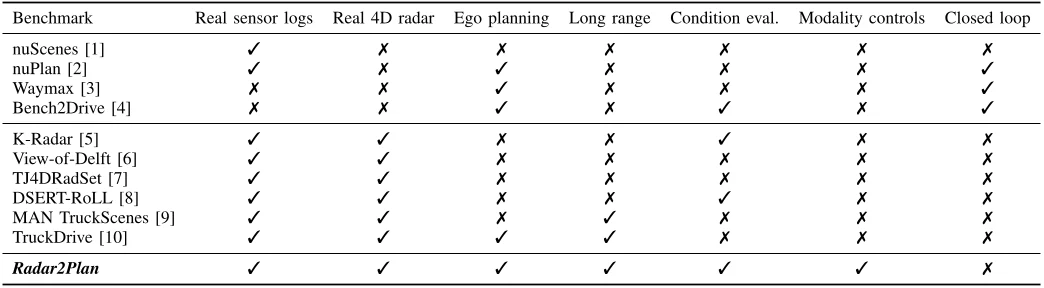 Benchmark Real sensor logs Real 4D radar Ego planning Long range Condition eval. Modality controls Closed loop
nuScenes [1] ✓ ✗ ✗ ✗ ✗ ✗ ✗
nuPlan [2] ✓ ✗ ✓ ✗ ✗ ✗ ✓
Waymax [3] ✗ ✗ ✓ ✗ ✗ ✗ ✓
Bench2Drive [4] ✗ ✗ ✓ ✗ ✓ ✗ ✓
K-Radar [5] ✓ ✓ ✗ ✗ ✓ ✗ ✗
View-of-Delft [6] ✓ ✓ ✗ ✗ ✗ ✗ ✗
TJ4DRadSet [7] ✓ ✓ ✗ ✗ ✗ ✗ ✗
DSERT-RoLL [8] ✓ ✓ ✗ ✗ ✓ ✗ ✗
MAN TruckScenes [9] ✓ ✓ ✗ ✓ ✗ ✗ ✗
TruckDrive [10] ✓ ✓ ✓ ✓ ✗ ✗ ✗
Radar2Plan ✓ ✓ ✓ ✓ ✓ ✓ ✗